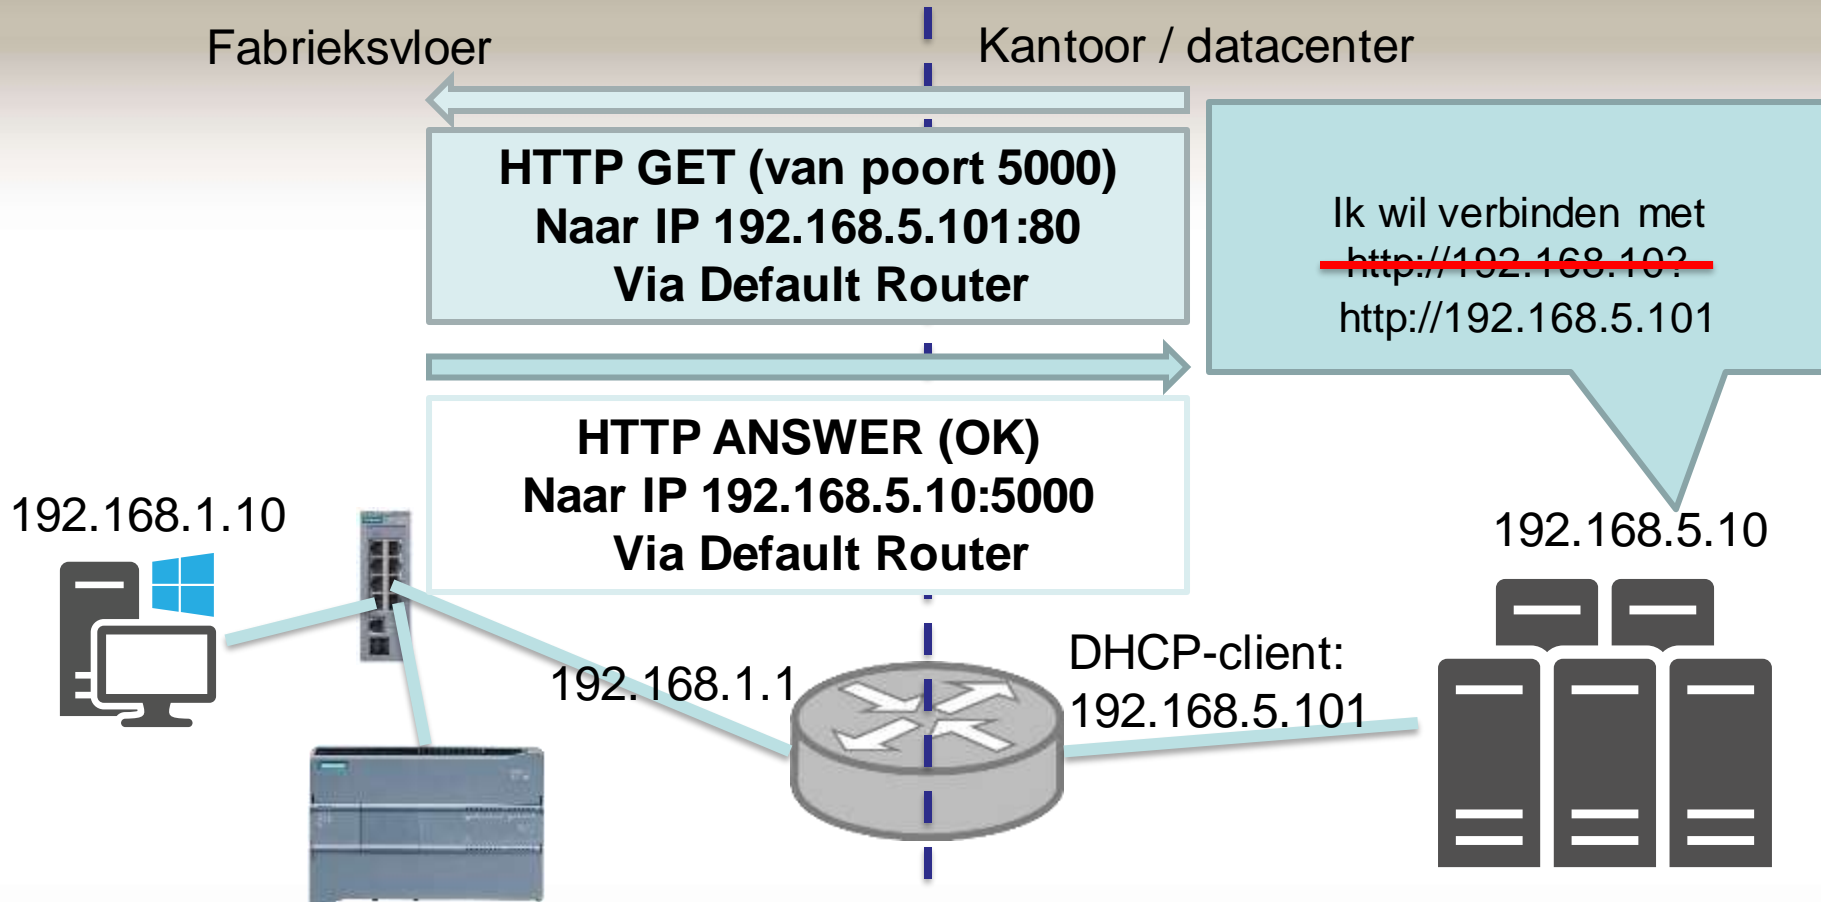 Fabrieksvloer
Kantoor / datacenter
HTTP GET (van poort 5000)
Naar IP 192.168.5.101:80
Via Default Router
Ik wil verbinden met
http://192.168.10?
http://192.168.5.101
HTTP ANSWER (OK)
Naar IP 192.168.5.10:5000
Via Default Router
192.168.1.10
192.168.5.10
192.168.1.1
DHCP-client:
192.168.5.101